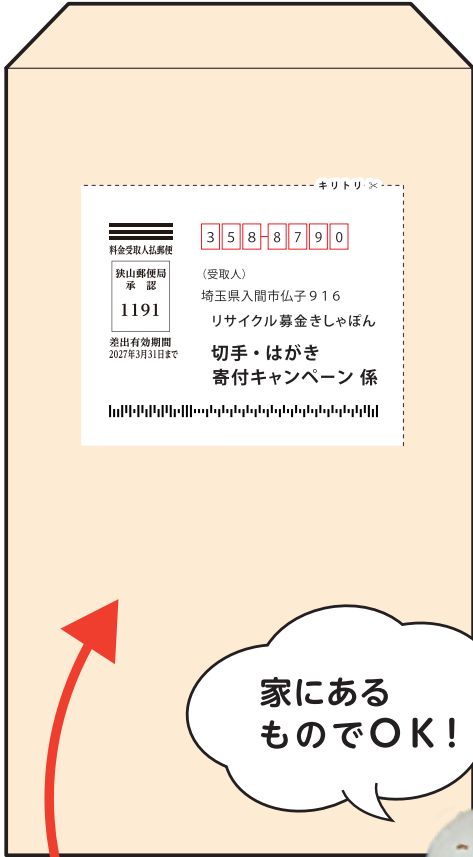 キリトリ
料金受取人払郵便
狭山郵便局
承 認
1191
差出有効期間
2027年3月31日まで
358-8790
（受取人）
埼玉県入間市仏子９１６
リサイクル募金きしゃぽん
切手・はがき
寄付キャンペーン 係
家にある
ものでOK!